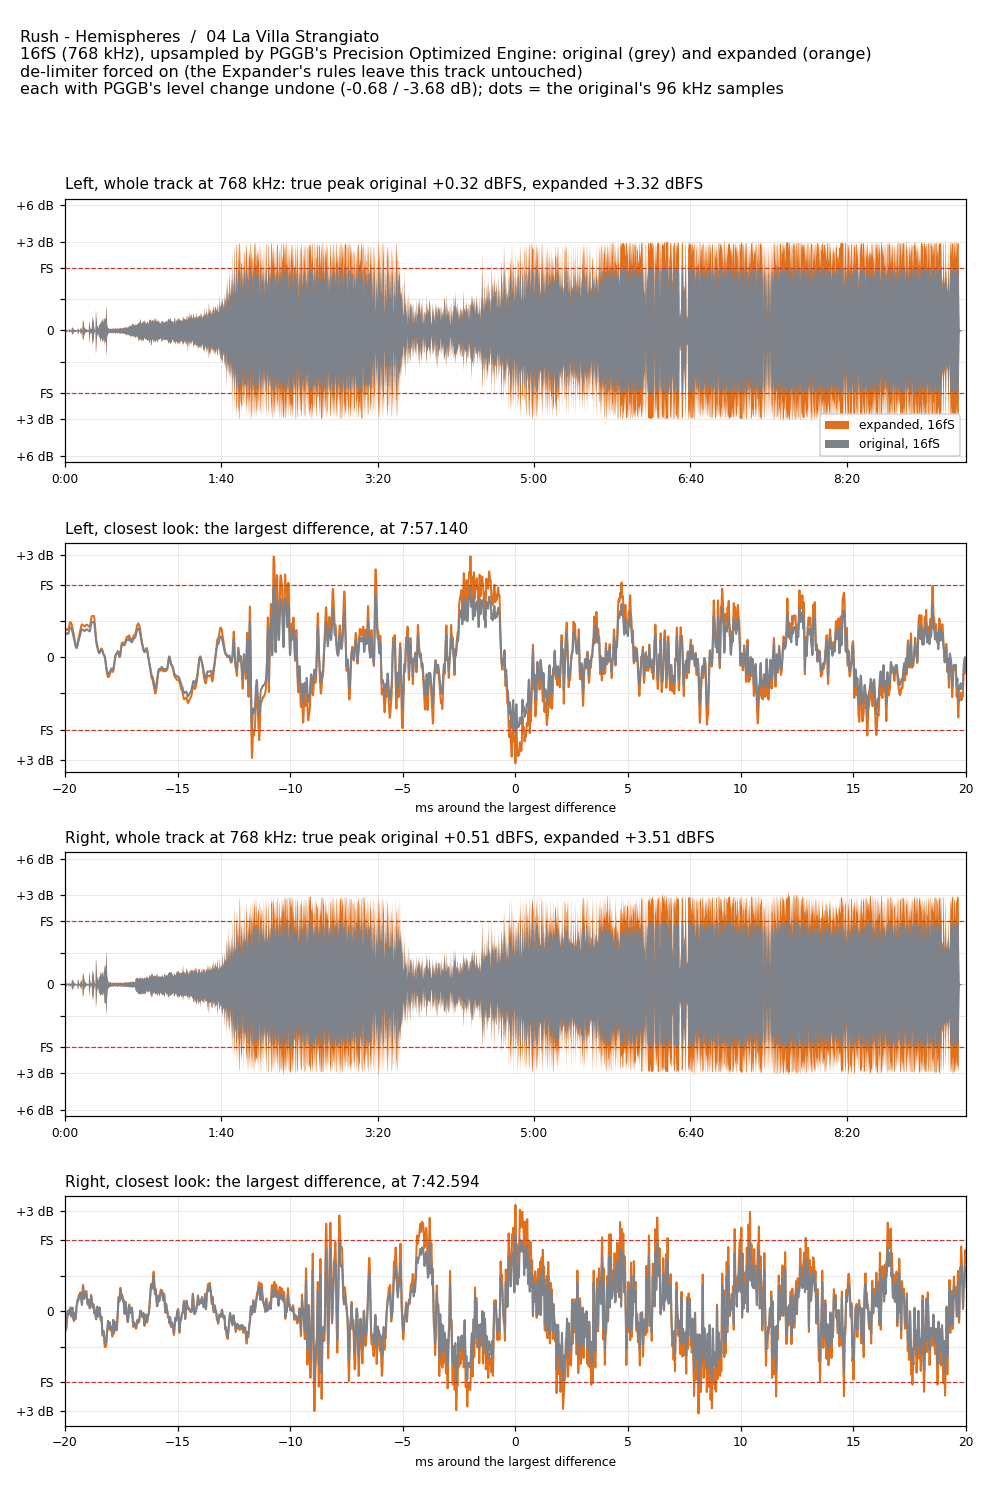 Rush - Hemispheres  /  04 La Villa Strangiato
16fS (768 kHz), upsampled by PGGB's Precision Optimized Engine: original (grey) and expanded (orange)
de-limiter forced on (the Expander's rules leave this track untouched)
each with PGGB's level change undone (-0.68 / -3.68 dB); dots = the original's 96 kHz samples
Left, whole track at 768 kHz: true peak original +0.32 dBFS, expanded +3.32 dBFS
+6 dB
+3 dB
FS
0
FS
+3 dB
+6 dB
expanded, 16fS
original, 16fS
0:00 1:40 3:20 5:00 6:40 8:20
Left, closest look: the largest difference, at 7:57.140
+3 dB
FS
0
FS
+3 dB
−20 −15 −10 −5 0 5 10 15 20
ms around the largest difference
Right, whole track at 768 kHz: true peak original +0.51 dBFS, expanded +3.51 dBFS
+6 dB
+3 dB
FS
0
FS
+3 dB
+6 dB
0:00 1:40 3:20 5:00 6:40 8:20
Right, closest look: the largest difference, at 7:42.594
+3 dB
FS
0
FS
+3 dB
−20 −15 −10 −5 0 5 10 15 20
ms around the largest difference